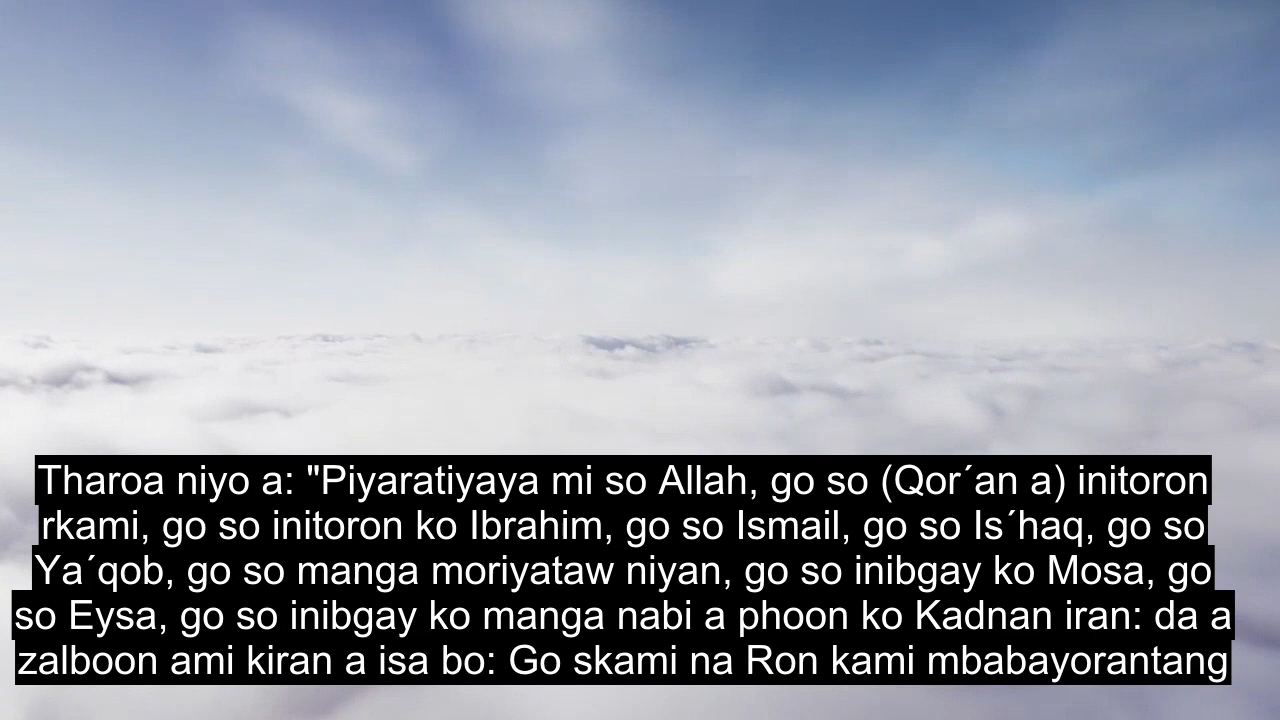 Tharoa niyo a: "Piyaratiyaya mi so Allah, go so (Qor´an a) initoron
rkami, go so initoron ko Ibrahim, go so Ismail, go so Is´haq, go so
Ya´qob, go so manga moriyataw niyan, go so inibgay ko Mosa, go
so Eysa, go so inibgay ko manga nabi a phoon ko Kadnan iran: da a
zalboon ami kiran a isa bo: Go skami na Ron kami mbabayorantang